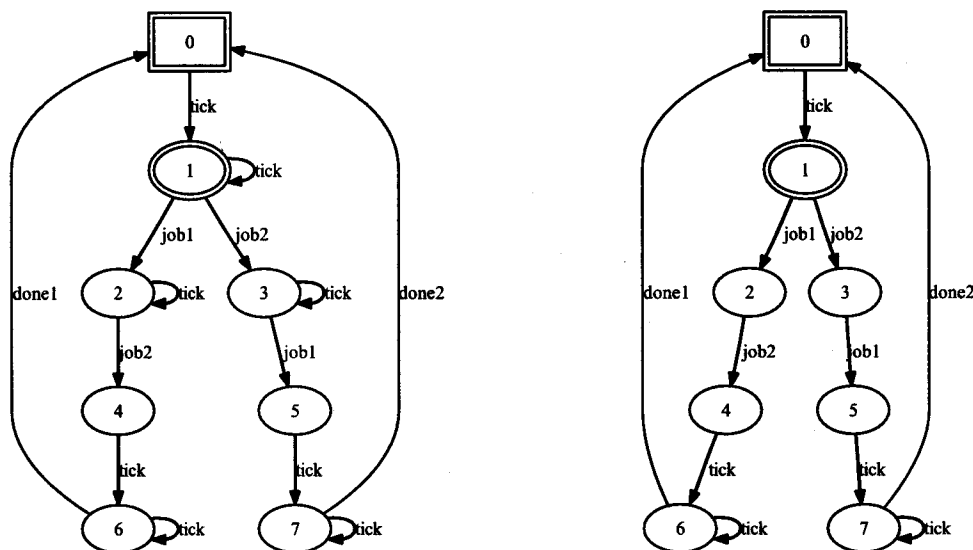 0 0
tick tick
1 tick 1
job1 job2 job1 job2
done1 2 tick 3 tick done2 done1 2 3 done2
job2 job1 job2 job1
4 5 4 5
tick tick tick tick
6 tick 7 tick 6 tick 7 tick